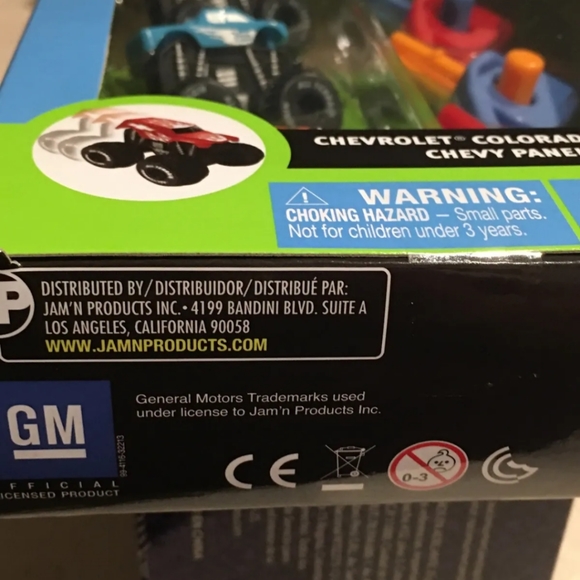 CHEVROLET® COLORAD
CHEVY PANE
WARNING:
CHOKING HAZARD – Small parts.
Not for children under 3 years.
P
DISTRIBUTED BY/DISTRIBUIDOR/DISTRIBUÉ PAR:
JAM'N PRODUCTS INC.• 4199 BANDINI BLVD. SUITE A
LOS ANGELES, CALIFORNIA 90058
WWW.JAMNPRODUCTS.COM
GM
FFICIAL
ICENSED PRODUCT
General Motors Trademarks used
under license to Jam'n Products Inc.
CE
0-3